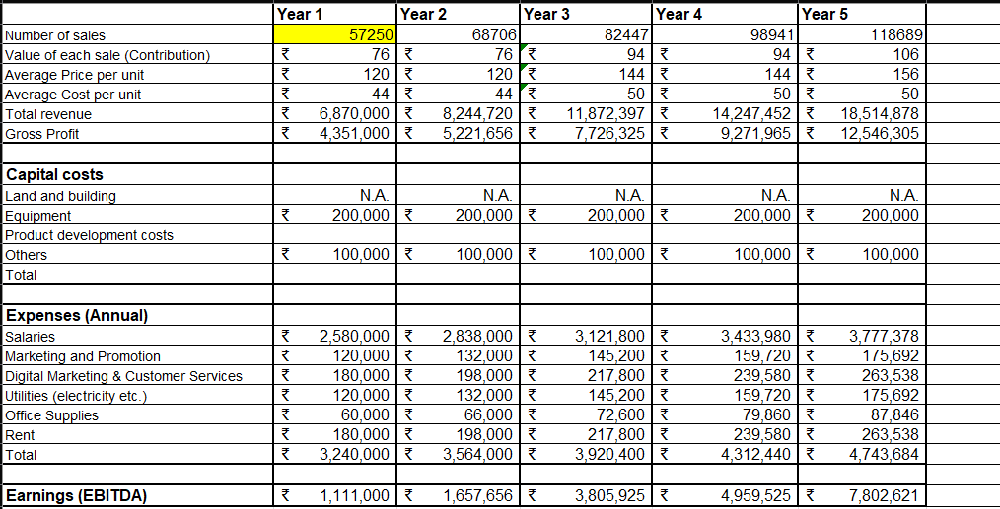 Year 1 Year 2 Year 3 Year 4 Year 5
Number of sales 57250 68706 82447 98941 118689
Value of each sale (Contribution) ₹ 76 ₹ 76 ₹ 94 ₹ 94 ₹ 106
Average Price per unit ₹ 120 ₹ 120 ₹ 144 ₹ 144 ₹ 156
Average Cost per unit ₹ 44 ₹ 44 ₹ 50 ₹ 50 ₹ 50
Total revenue ₹ 6,870,000 ₹ 8,244,720 ₹ 11,872,397 ₹ 14,247,452 ₹ 18,514,878
Gross Profit ₹ 4,351,000 ₹ 5,221,656 ₹ 7,726,325 ₹ 9,271,965 ₹ 12,546,305
Capital costs
Land and building N.A. N.A. N.A. N.A. N.A.
Equipment ₹ 200,000 ₹ 200,000 ₹ 200,000 ₹ 200,000 ₹ 200,000
Product development costs
Others ₹ 100,000 ₹ 100,000 ₹ 100,000 ₹ 100,000 ₹ 100,000
Total
Expenses (Annual)
Salaries ₹ 2,580,000 ₹ 2,838,000 ₹ 3,121,800 ₹ 3,433,980 ₹ 3,777,378
Marketing and Promotion ₹ 120,000 ₹ 132,000 ₹ 145,200 ₹ 159,720 ₹ 175,692
Digital Marketing & Customer Services ₹ 180,000 ₹ 198,000 ₹ 217,800 ₹ 239,580 ₹ 263,538
Utilities (electricity etc.) ₹ 120,000 ₹ 132,000 ₹ 145,200 ₹ 159,720 ₹ 175,692
Office Supplies ₹ 60,000 ₹ 66,000 ₹ 72,600 ₹ 79,860 ₹ 87,846
Rent ₹ 180,000 ₹ 198,000 ₹ 217,800 ₹ 239,580 ₹ 263,538
Total ₹ 3,240,000 ₹ 3,564,000 ₹ 3,920,400 ₹ 4,312,440 ₹ 4,743,684
Earnings (EBITDA) ₹ 1,111,000 ₹ 1,657,656 ₹ 3,805,925 ₹ 4,959,525 ₹ 7,802,621